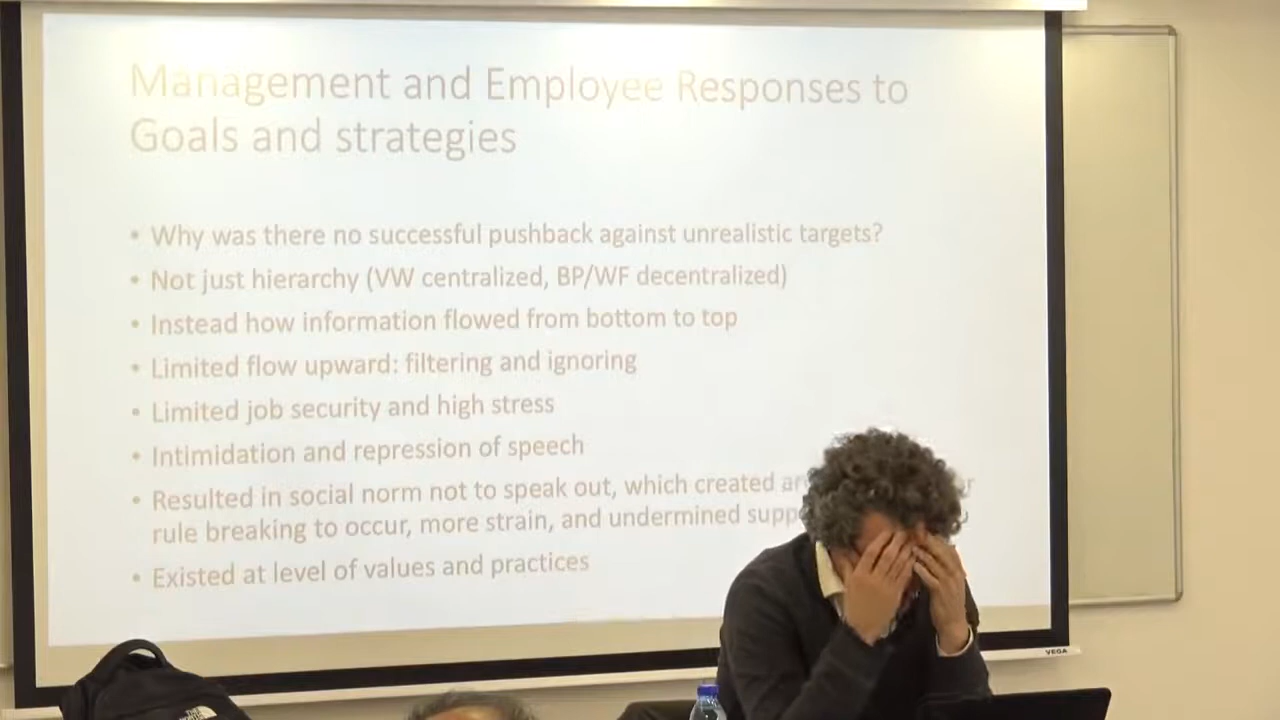 Management and Employee Responses to
Goals and strategies
• Why was there no successful pushback against unrealistic targets?
• Not just hierarchy (VW centralized, BP/WF decentralized)
• Instead how information flowed from bottom to top
• Limited flow upward: filtering and ignoring
• Limited job security and high stress
• Intimidation and repression of speech
• Resulted in social norm not to speak out, which created
rule breaking to occur, more strain, and undermined
• Existed at level of values and practices
VEGA